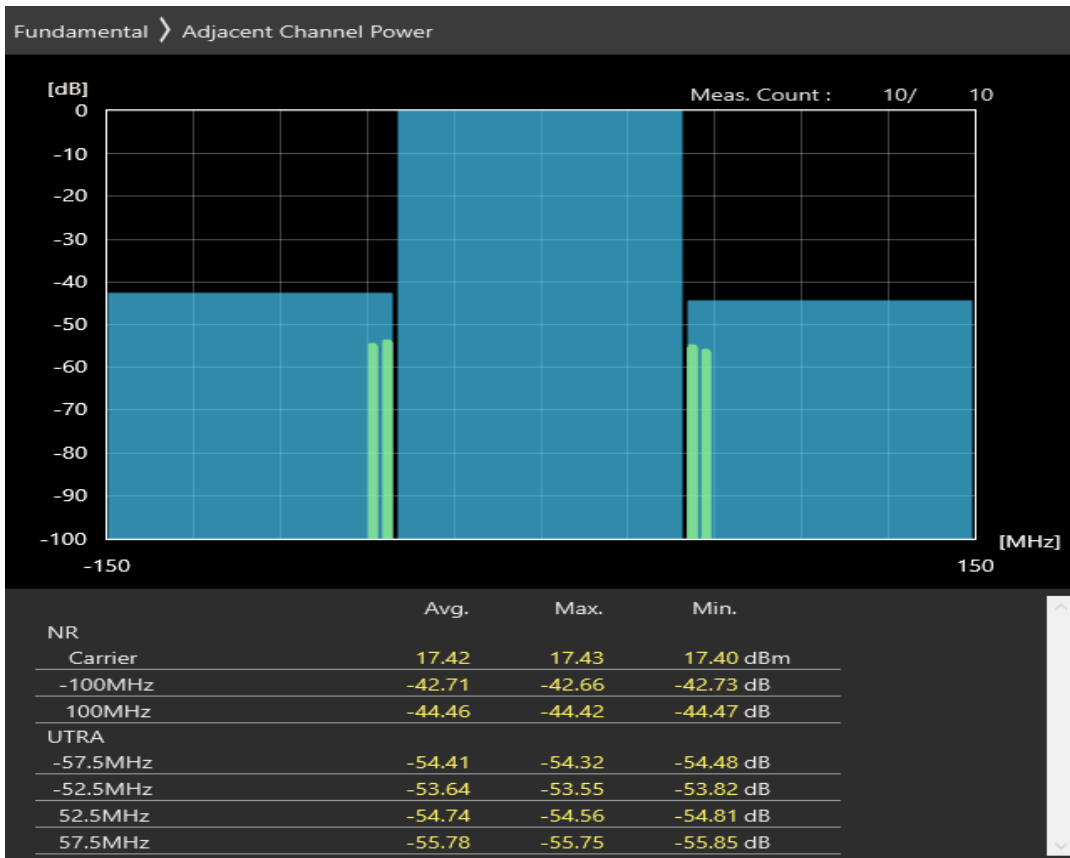 Fundamental 》 Adjacent Channel Power
[dB]
Meas. Count : 10/ 10
0
-10
-20
-30
-40
-50
-60
-70
-80
-90
-100
[MHz]
-150 150
Avg. Max. Min.
NR
Carrier 17.42 17.43 17.40 dBm
-100MHz -42.71 -42.66 -42.73 dB
100MHz -44.46 -44.42 -44.47 dB
UTRA
-57.5MHz -54.41 -54.32 -54.48 dB
-52.5MHz -53.64 -53.55 -53.82 dB
52.5MHz -54.74 -54.56 -54.81 dB
57.5MHz -55.78 -55.75 -55.85 dB